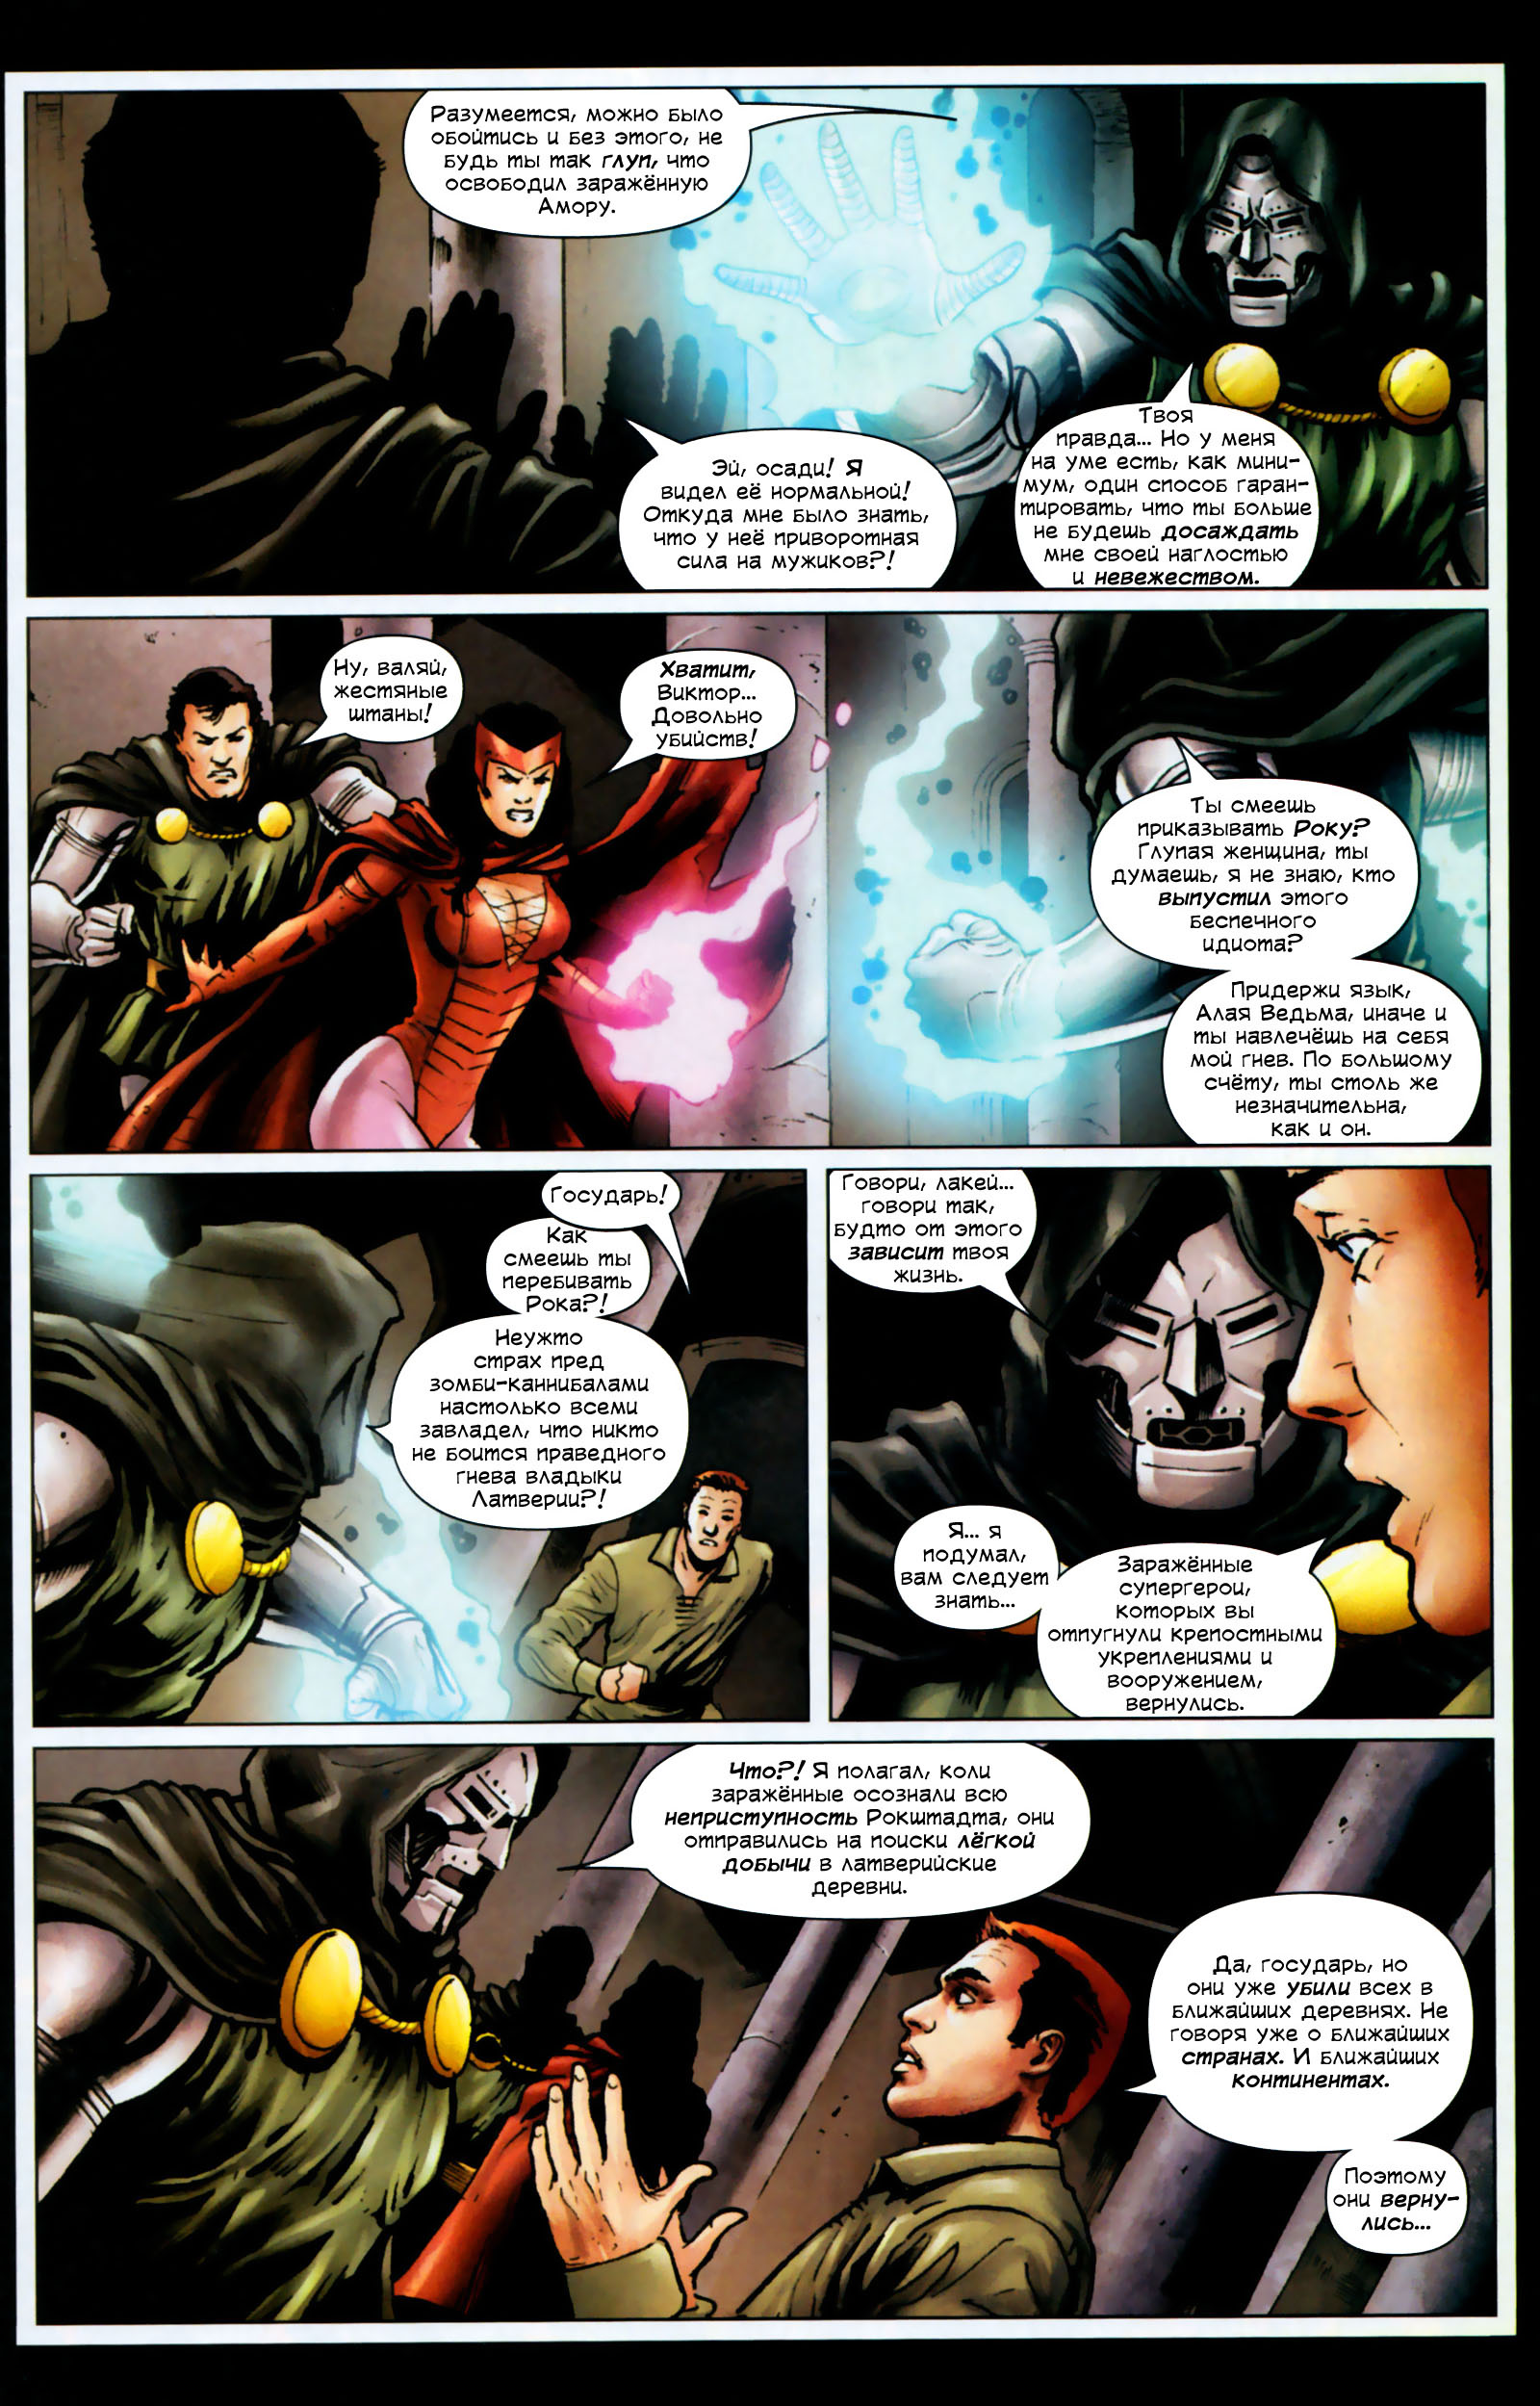 Разумеется, можно было
обойтись и без этого, не
будь ты так глуп, что
освободил заражённую
Амору.
Эй, осади! Я
видел её нормальной!
Откуда мне было знать,
что у неё приворотная
сила на мужиков?!
Твоя
правда... Но у меня
на уме есть, как мини-
мум, один способ гаран-
тировать, что ты больше
не будешь досаждать
мне своей наглостью
и невежеством.
Ну, валяй,
жестяные
штаны!
Хватит,
Виктор...
Довольно
убийств!
Ты смеешь
приказывать Року?
Глупая женщина, ты
думаешь, я не знаю, кто
выпустил этого
беспечного
идиота?
Придержи язык,
Алая Ведьма, иначе и
ты навлечёшь на себя
мой гнев. По большому
счёту, ты столь же
незначительна,
как и он.
Государь!
Как
смеешь ты
перебивать
Рока?!
Неужто
страх пред
зомби-каннибалами
настолько всеми
завладел, что никто
не боится праведного
гнева владыки
Латверии?!
Говори, лакей...
говори так,
будто от этого
зависит твоя
жизнь.
Я... я
подумал,
вам следует
знать...
Заражённые
супергерои,
которых вы
отпугнули крепостными
укреплениями и
вооружением,
вернулись.
Что?! Я полагал, коли
заражённые осознали всю
неприступность Рокштадта, они
отправились на поиски лёгкой
добычи в латверийские
деревни.
Да, государь, но
они уже убили всех в
ближайших деревнях. Не
говоря уже о ближайших
странах. И ближайших
континентах.
Поэтому
они верну-
лись...